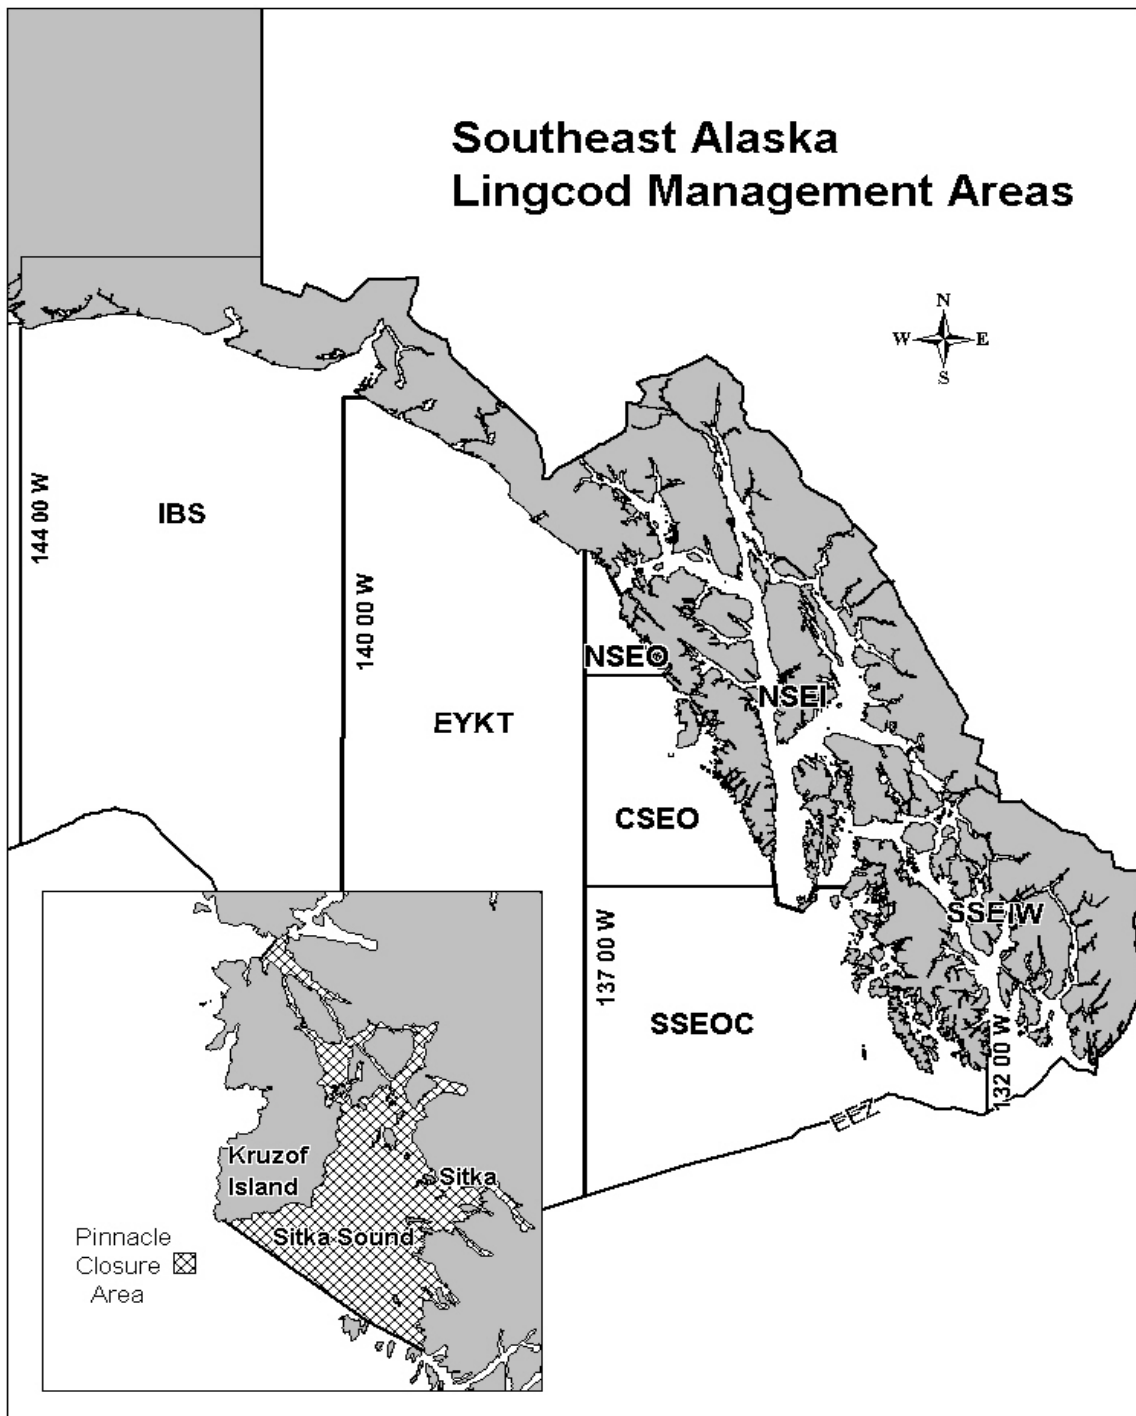 Southeast Alaska
Lingcod Management Areas
N
W E
S
144 00 W
IBS
140 00 W
EYKT
NSEO
NSEI
CSEO
137 00 W
SSEIW
SSEOC
132 00 W
EEZ
Kruzof
Island
Sitka
Sitka Sound
Pinnacle
Closure
Area